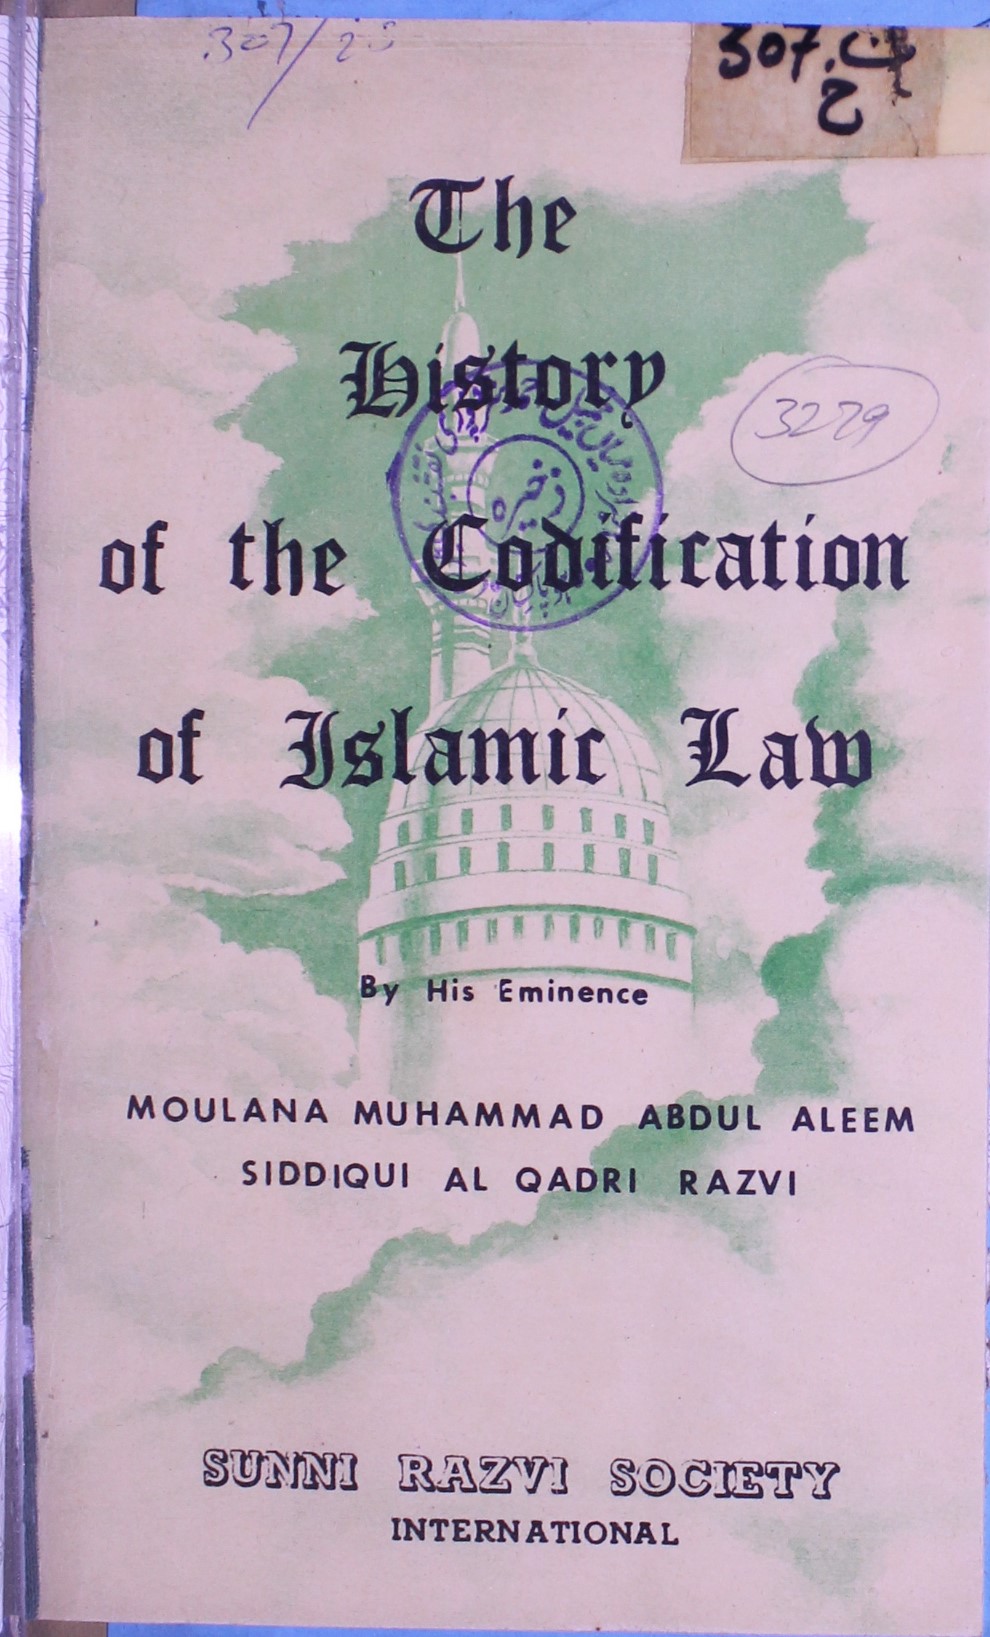 307/
307.ت
ح
The
History
3279
of the Codification
ذخیرہ
of Islamic Law
By His Eminence
MOULANA MUHAMMAD ABDUL ALEEM
SIDDIQUI AL QADRI RAZVI
SUNNI RAZVI SOCIETY
INTERNATIONAL